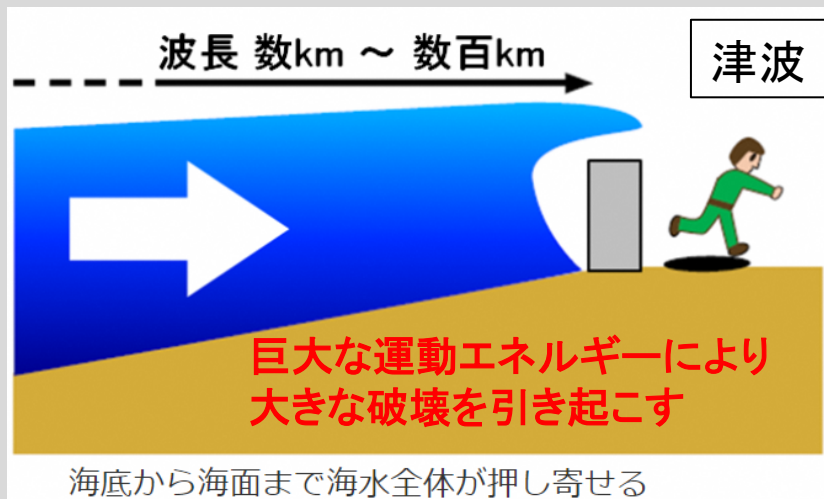 波長 数km ～ 数百km
津波
巨大な運動エネルギーにより
大きな破壊を引き起こす
海底から海面まで海水全体が押し寄せる